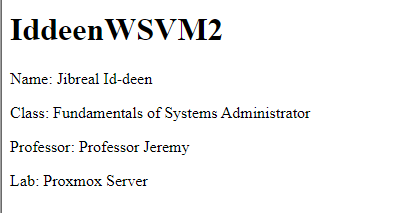 IddeenWSVM2
Name: Jibreal Id-deen
Class: Fundamentals of Systems Administrator
Professor: Professor Jeremy
Lab: Proxmox Server